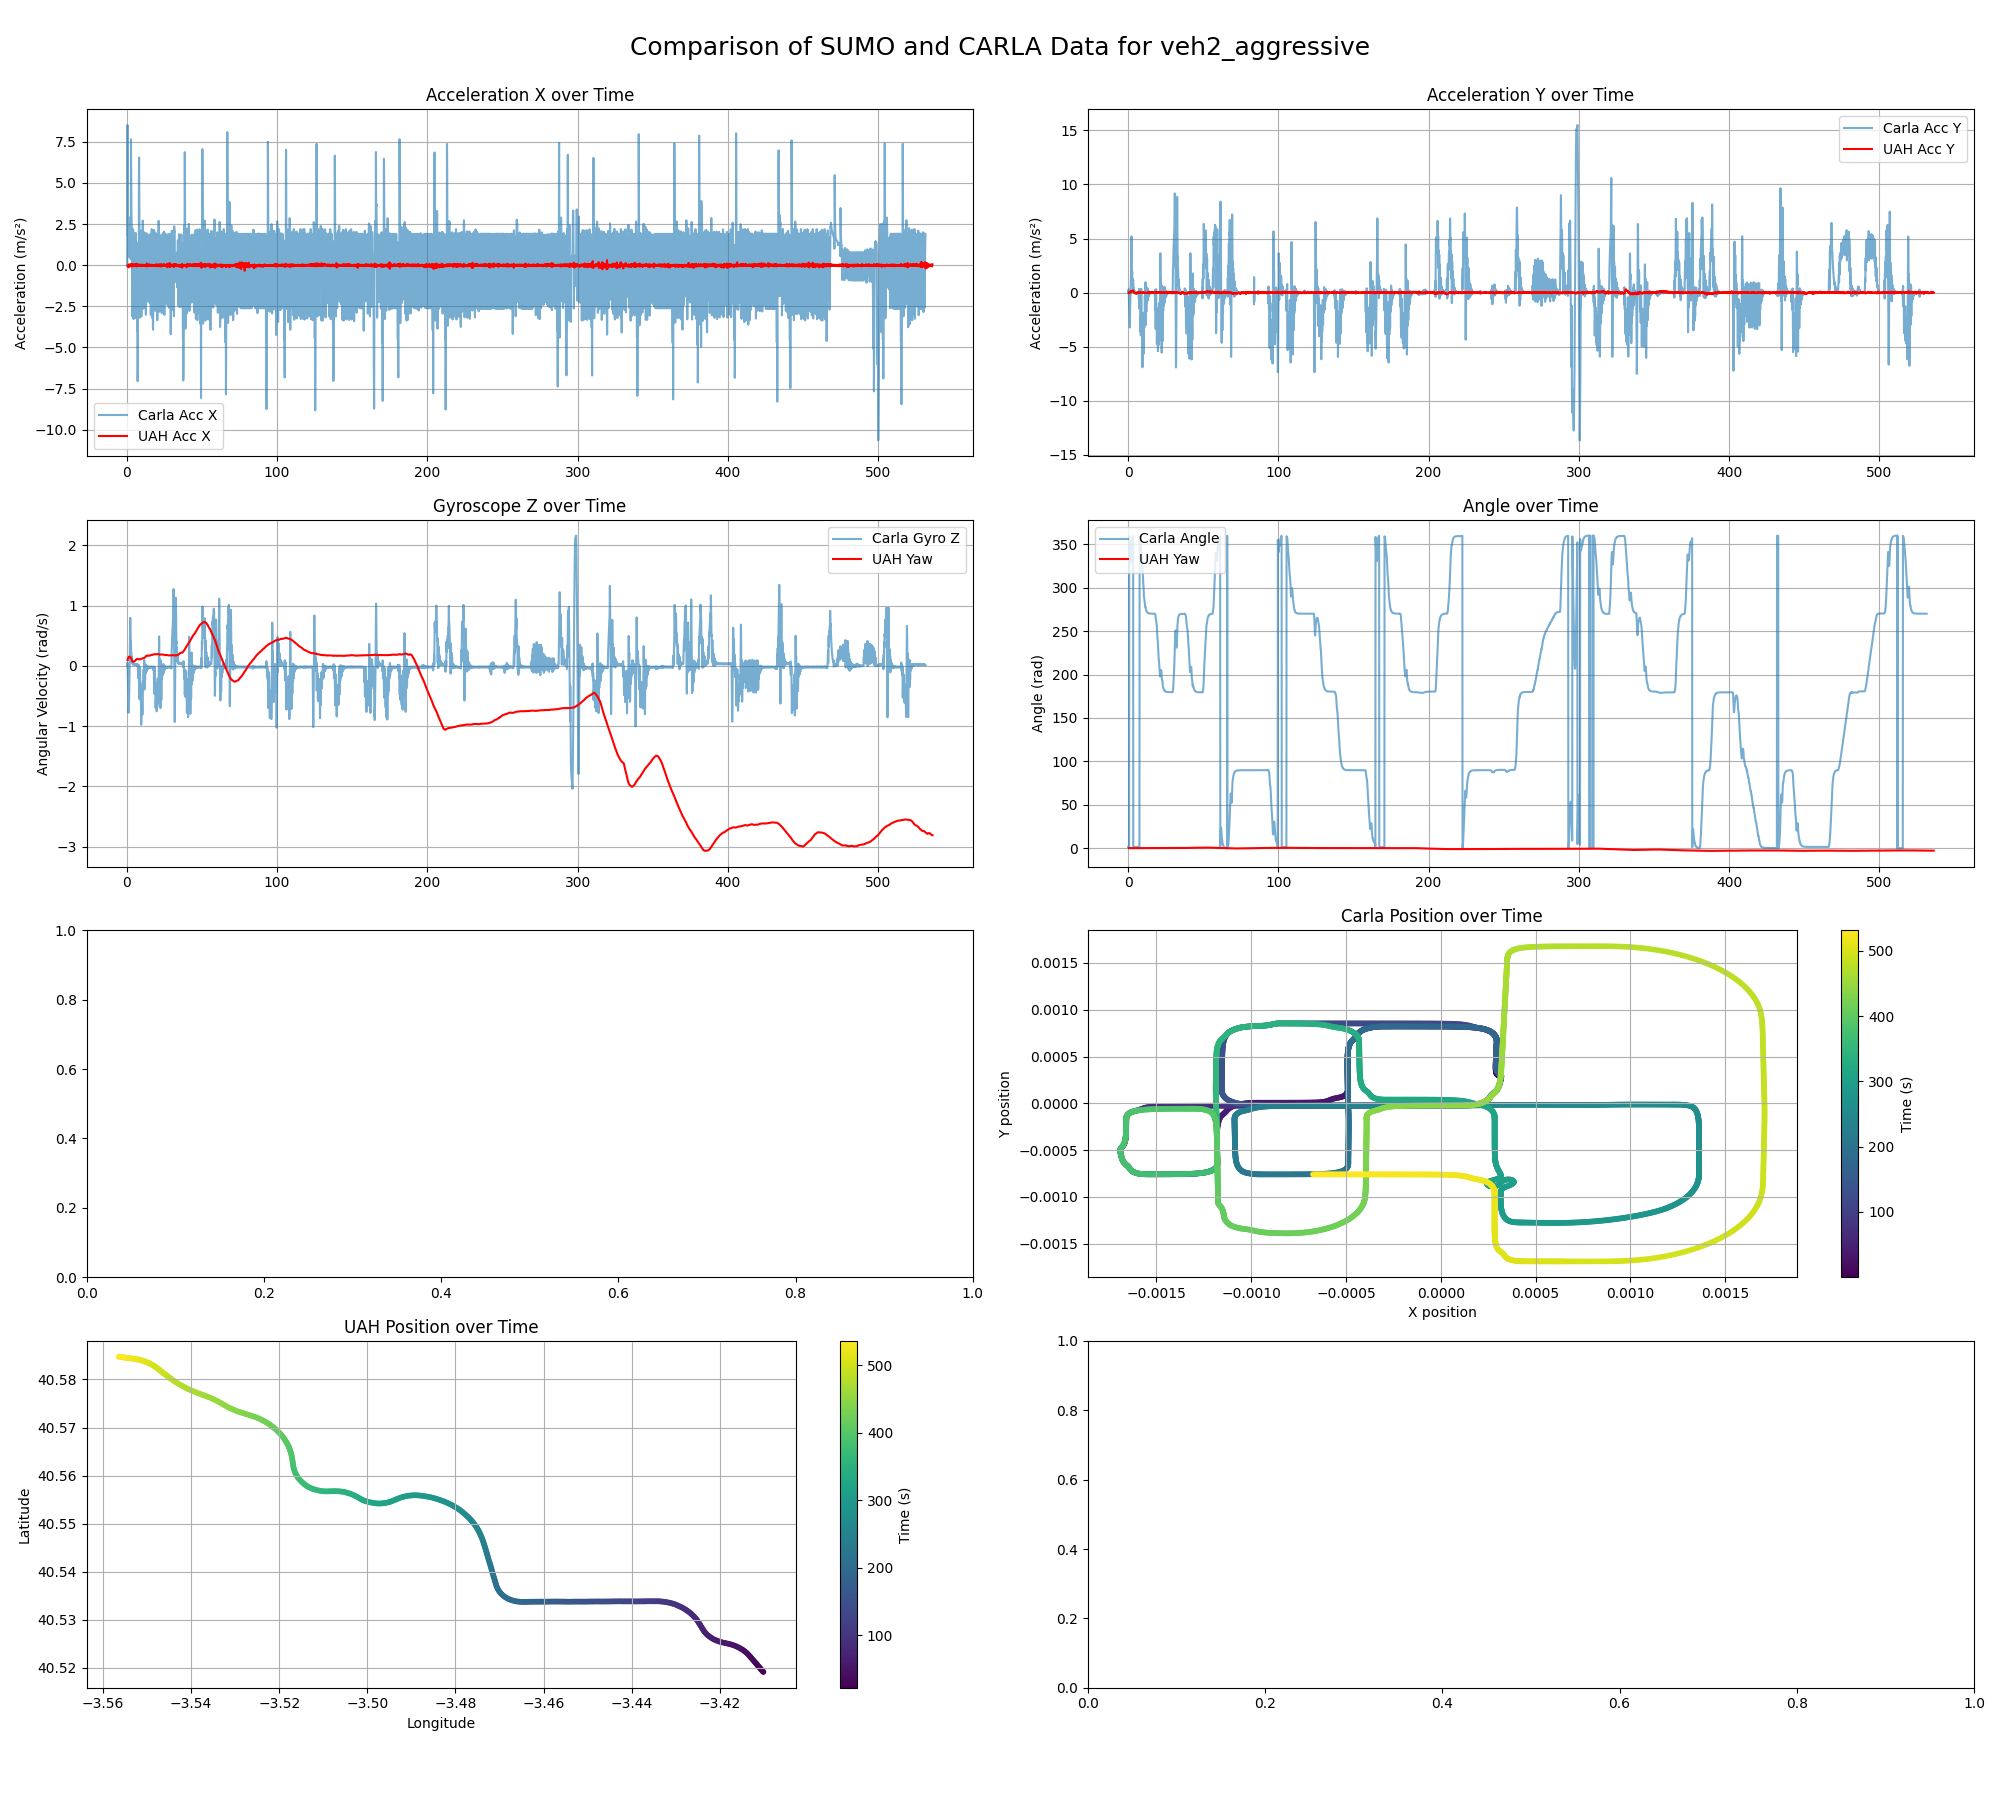 Comparison of SUMO and CARLA Data for veh2_aggressive
Acceleration X over Time
Acceleration (m/s²)
7.5
5.0
2.5
0.0
−2.5
−5.0
−7.5
−10.0
Carla Acc X
UAH Acc X
0 100 200 300 400 500
Acceleration Y over Time
Acceleration (m/s²)
15
10
5
0
−5
−10
−15
Carla Acc Y
UAH Acc Y
0 100 200 300 400 500
Gyroscope Z over Time
Angular Velocity (rad/s)
2
1
0
−1
−2
−3
Carla Gyro Z
UAH Yaw
0 100 200 300 400 500
Angle over Time
Angle (rad)
350
300
250
200
150
100
50
0
Carla Angle
UAH Yaw
0 100 200 300 400 500
1.0
0.8
0.6
0.4
0.2
0.0
0.0 0.2 0.4 0.6 0.8 1.0
Carla Position over Time
Y position
0.0015
0.0010
0.0005
0.0000
−0.0005
−0.0010
−0.0015
−0.0015 −0.0010 −0.0005 0.0000 0.0005 0.0010 0.0015
X position
500
400
300
200
100
Time (s)
UAH Position over Time
Latitude
40.58
40.57
40.56
40.55
40.54
40.53
40.52
−3.56 −3.54 −3.52 −3.50 −3.48 −3.46 −3.44 −3.42
Longitude
500
400
300
200
100
Time (s)
1.0
0.8
0.6
0.4
0.2
0.0
0.0 0.2 0.4 0.6 0.8 1.0